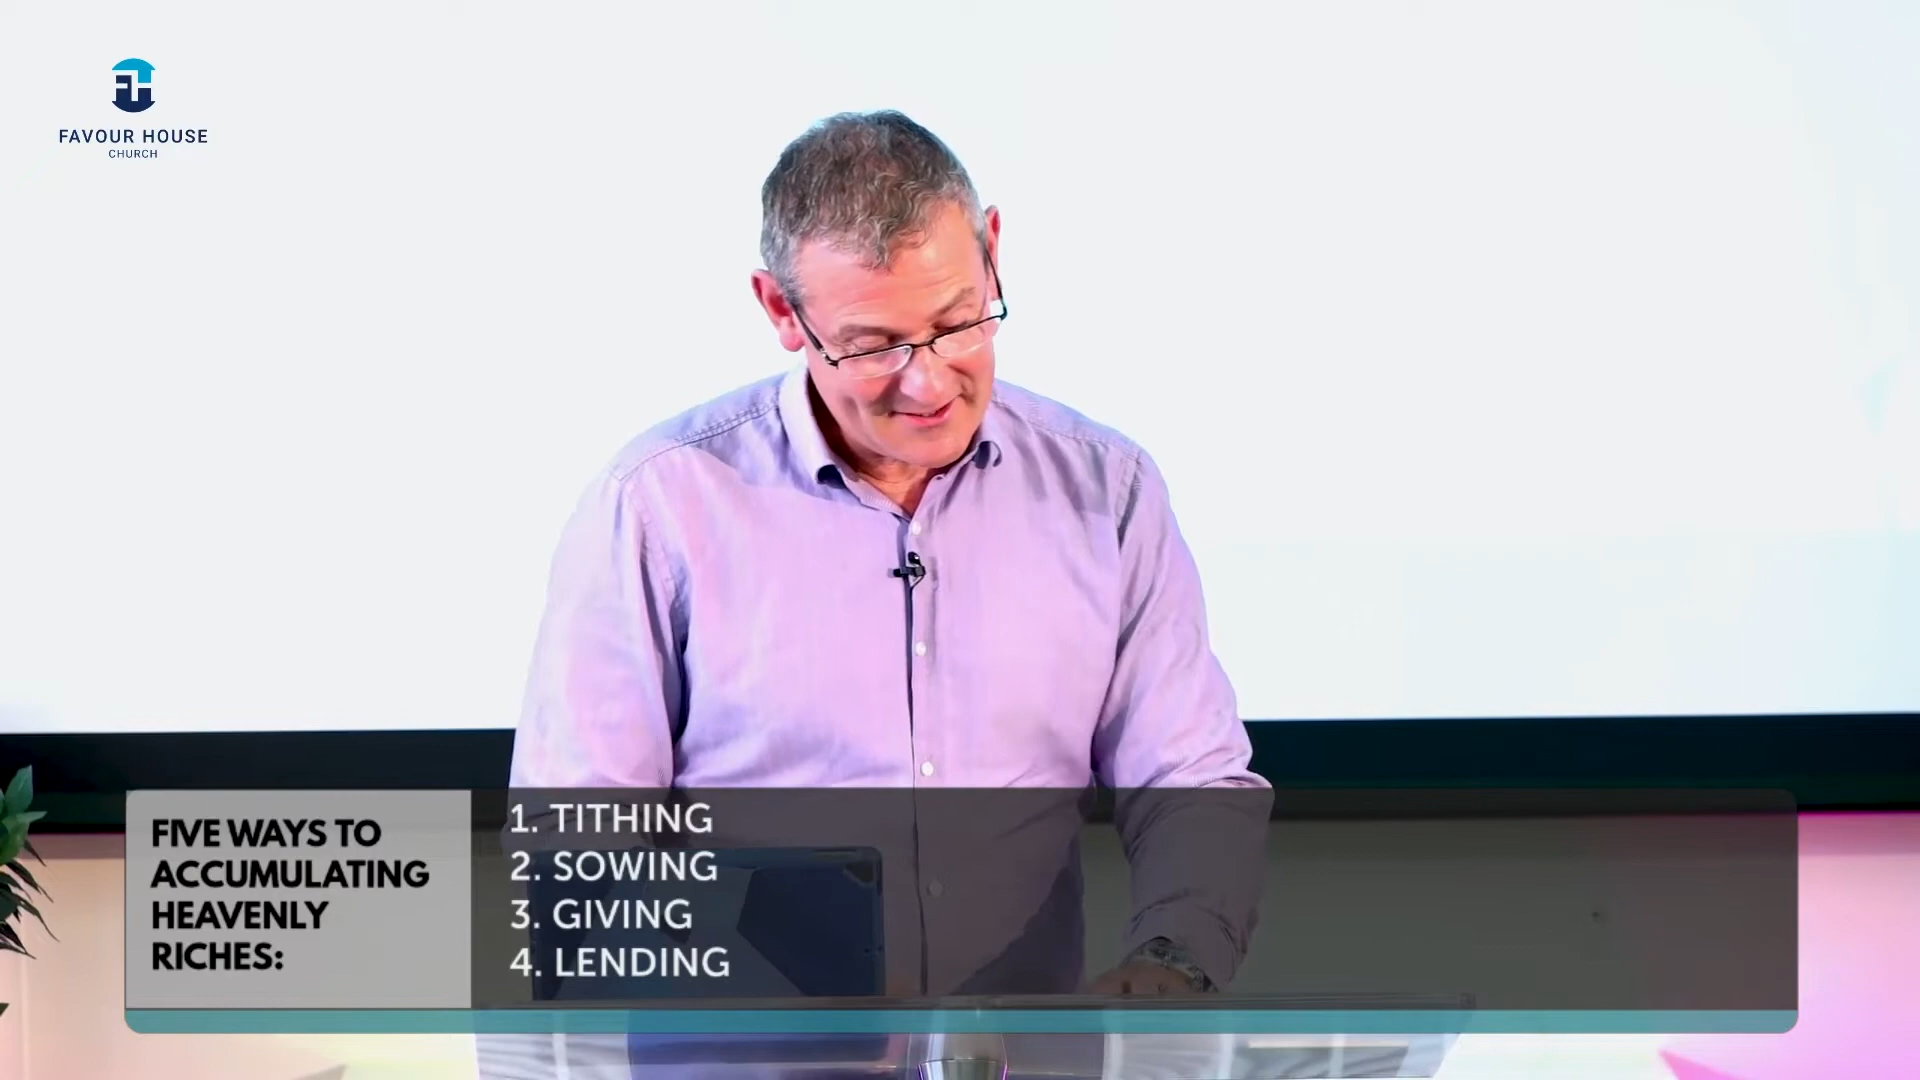 FAVOUR HOUSE
CHURCH
FIVE WAYS TO
ACCUMULATING
HEAVENLY
RICHES:
1. TITHING
2. SOWING
3. GIVING
4. LENDING